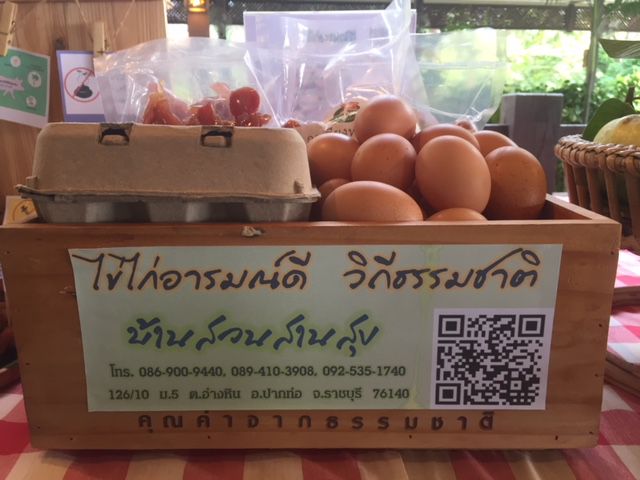 ไข่ไก่อารมณ์ดี วิถีธรรมชาติ
บ้านสวนสานสุข
โทร. 086-900-9440, 089-410-3908, 092-535-1740
126/10 ม.5 ต.อ่างหิน อ.ปากท่อ จ.ราชบุรี 76140
คุณค่าจากธรรมชาติ